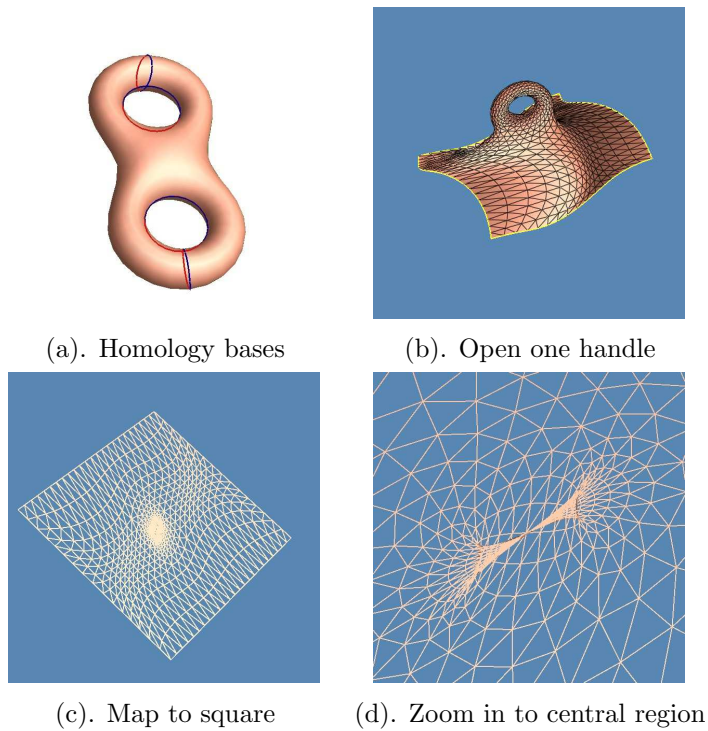 (a). Homology bases
(b). Open one handle
(c). Map to square
(d). Zoom in to central region